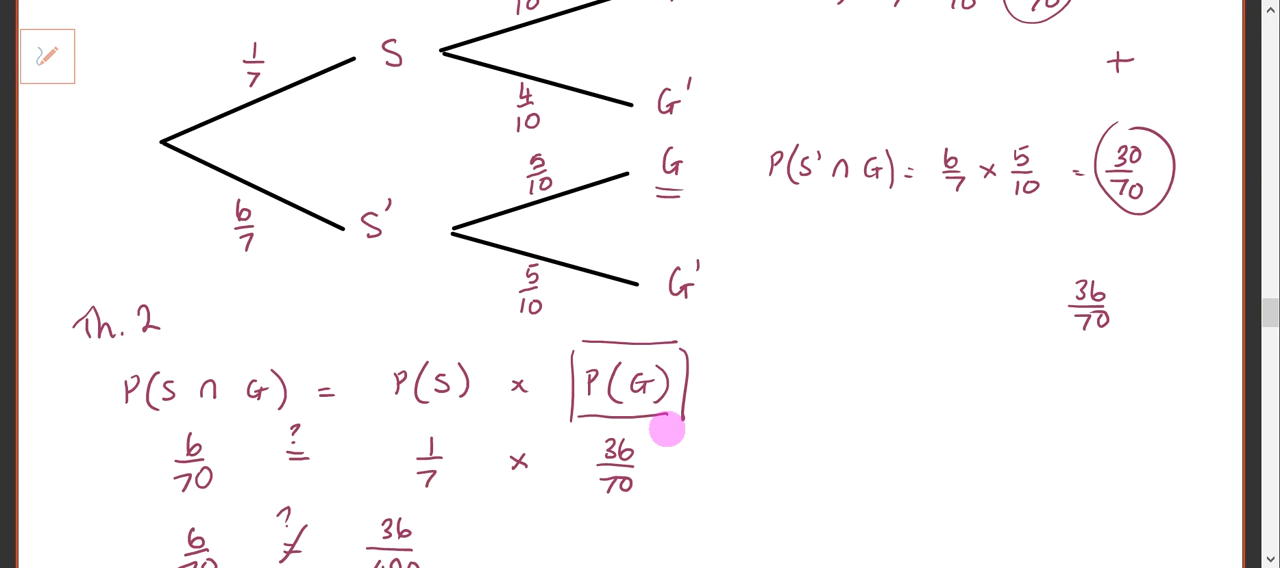 10
1/7
S
4/10
G'
+
5/10
G
P(S' ∩ G) = 6/7 × 5/10 = 30/70
6/7
S'
5/10
G'
36/70
Th. 2
P(S ∩ G) = P(S) × P(G)
6/70 ≟ 1/7 × 36/70
6/70 ? ≠ 36/490